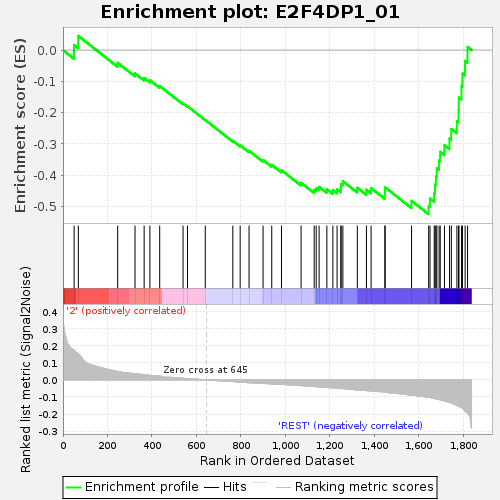 Enrichment plot: E2F4DP1_01
Enrichment score (ES)
0.0
-0.1
-0.2
-0.3
-0.4
-0.5
Ranked list metric (Signal2Noise)
0.4
0.3
0.2
0.1
0.0
-0.1
-0.2
-0.3
'2' (positively correlated)
Zero cross at 645
'REST' (negatively correlated)
0
200
400
600
800
1,000
1,200
1,400
1,600
1,800
Rank in Ordered Dataset
Enrichment profile
Hits
Ranking metric scores